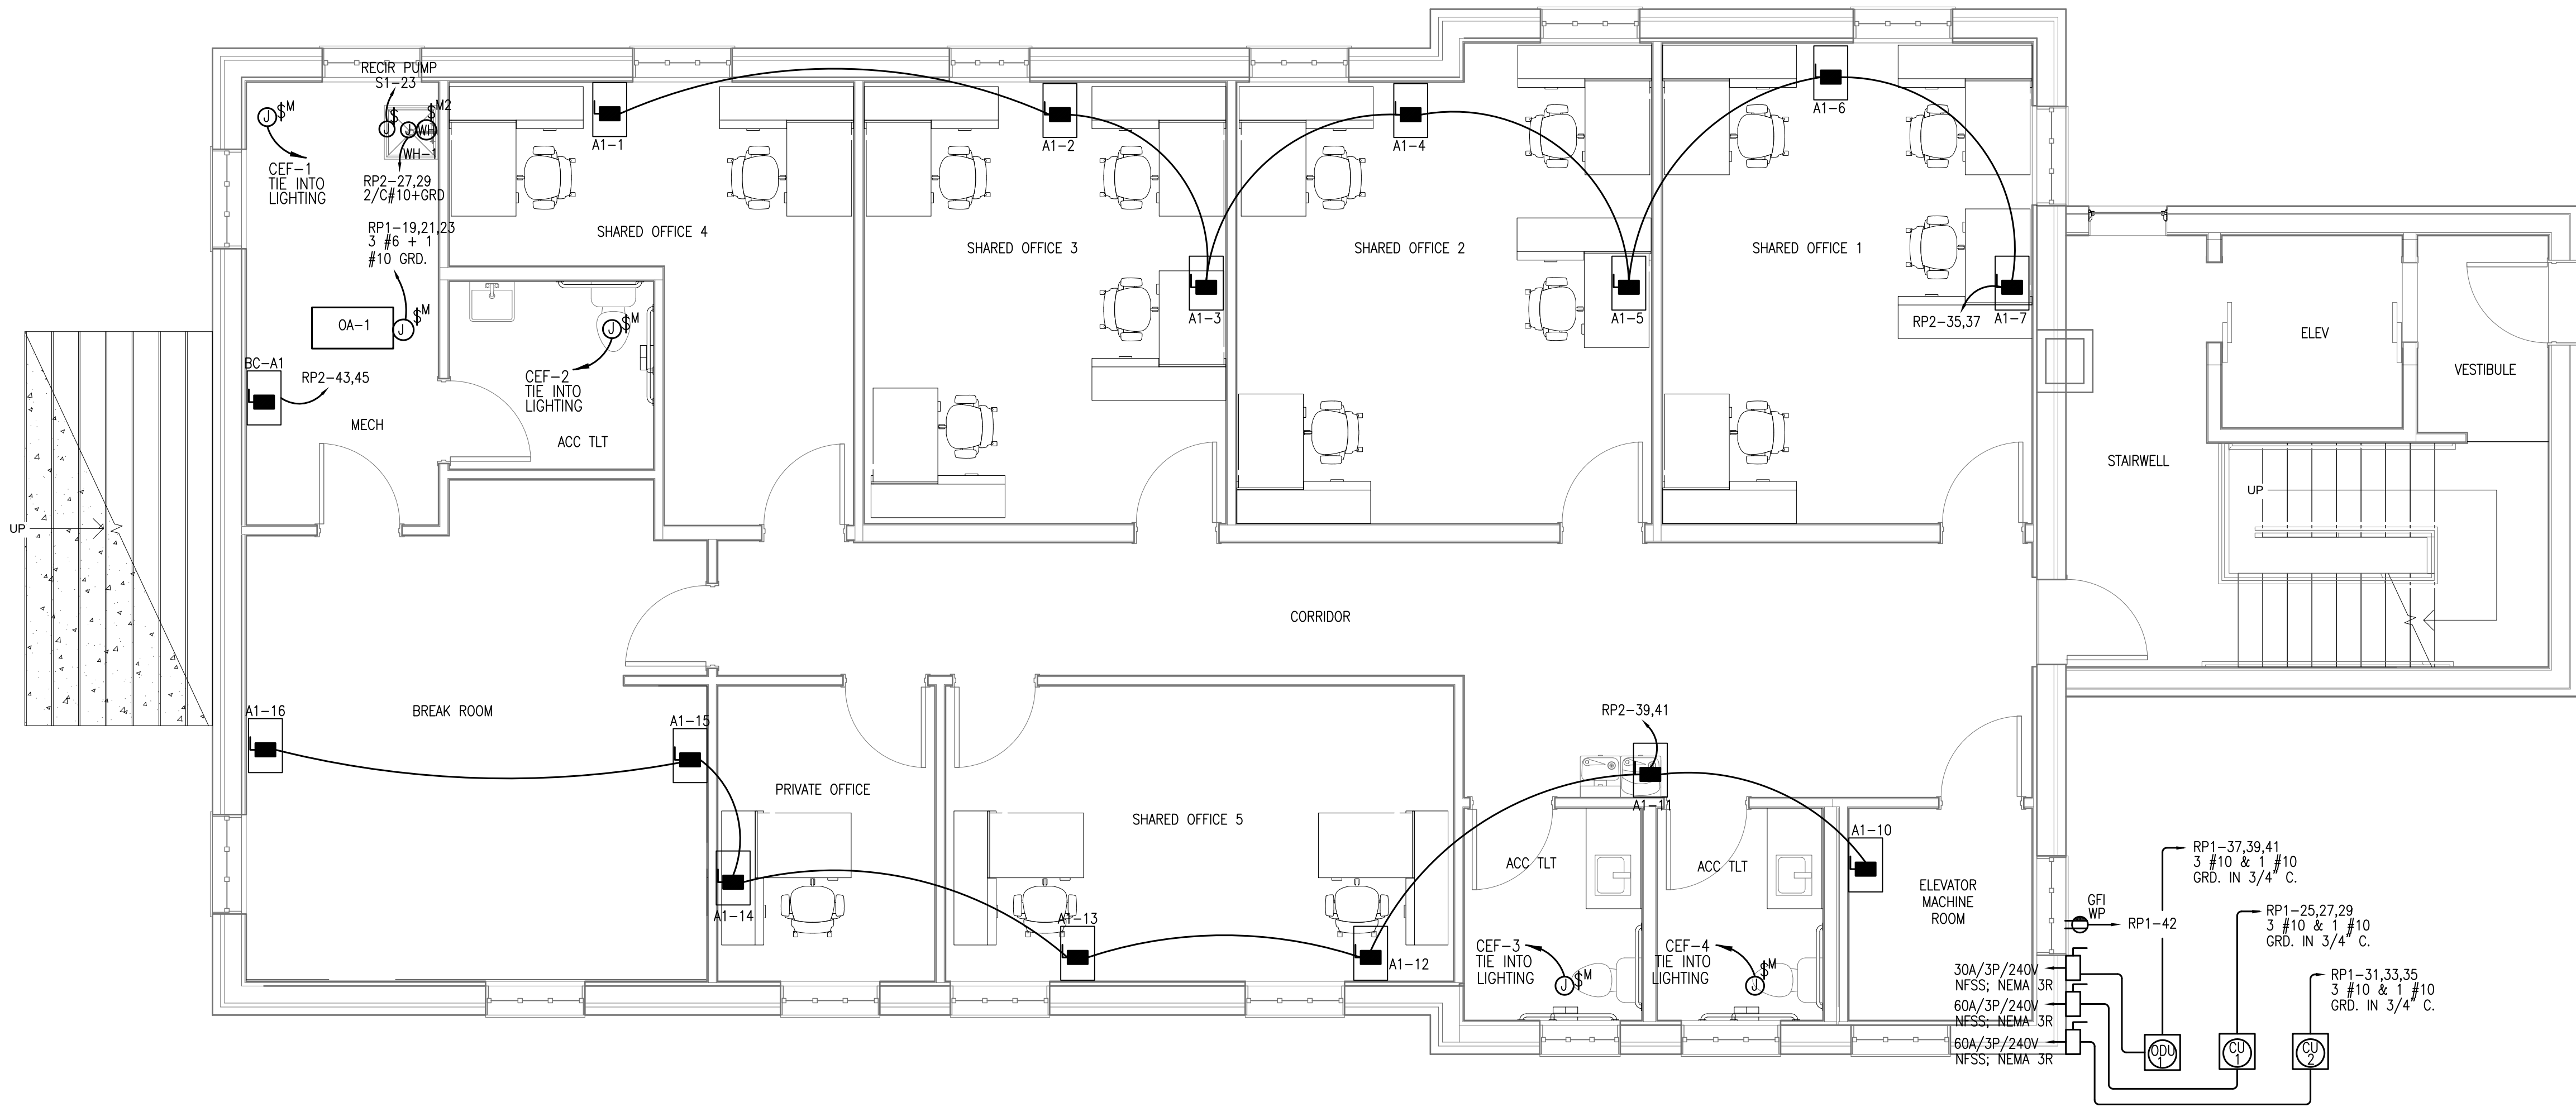 RECIR PUMP
S1-23
J
$M
$
J
J
WH
$M2
WH-1
CEF-1
TIE INTO
LIGHTING
RP2-27,29
2/C#10+GRD
RP1-19,21,23
3 #6 + 1
#10 GRD.
OA-1
J
$M
BC-A1
RP2-43,45
MECH
J
$M
CEF-2
TIE INTO
LIGHTING
ACC TLT
A1-1
SHARED OFFICE 4
A1-2
SHARED OFFICE 3
A1-3
A1-4
SHARED OFFICE 2
A1-5
A1-6
SHARED OFFICE 1
RP2-35,37
A1-7
ELEV
VESTIBULE
STAIRWELL
UP
UP
CORRIDOR
BREAK ROOM
A1-16
A1-15
PRIVATE OFFICE
A1-14
SHARED OFFICE 5
A1-13
A1-12
RP2-39,41
A1-11
A1-10
ACC TLT
ACC TLT
CEF-3
TIE INTO
LIGHTING
J
$M
CEF-4
TIE INTO
LIGHTING
J
$M
ELEVATOR
MACHINE
ROOM
GFI
WP
RP1-42
RP1-37,39,41
3 #10 & 1 #10
GRD. IN 3/4" C.
RP1-25,27,29
3 #10 & 1 #10
GRD. IN 3/4" C.
RP1-31,33,35
3 #10 & 1 #10
GRD. IN 3/4" C.
30A/3P/240V
NFSS; NEMA 3R
60A/3P/240V
NFSS; NEMA 3R
60A/3P/240V
NFSS; NEMA 3R
ODU
1
CU
1
CU
2